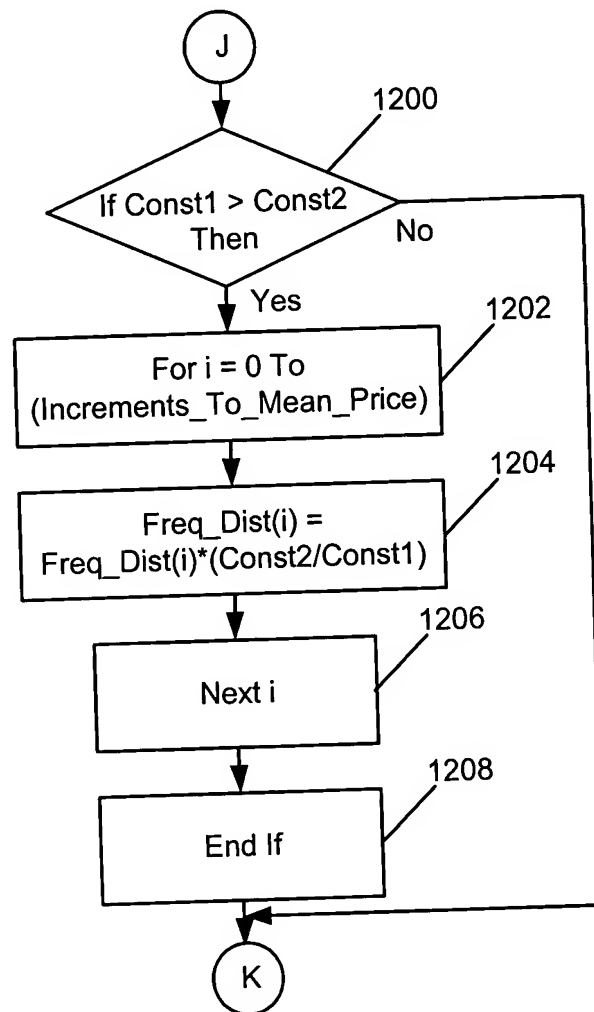 J
1200
If Const1 > Const2
Then
No
Yes
1202
For i = 0 To
(Increments_To_Mean_Price)
1204
Freq_Dist(i) =
Freq_Dist(i)*(Const2/Const1)
1206
Next i
1208
End If
K